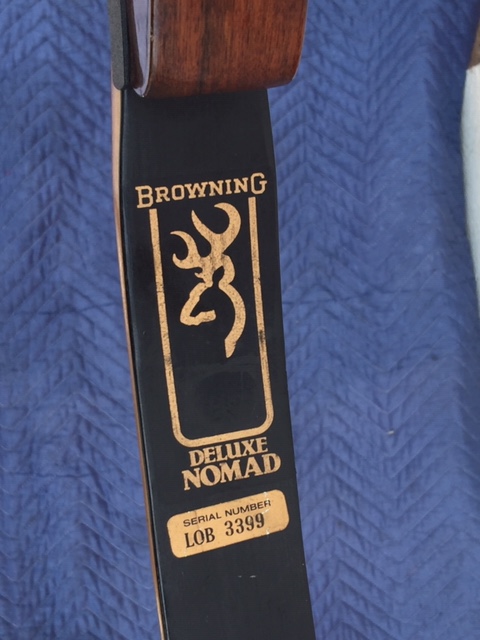 BROWNING
DELUXE
NOMAD
SERIAL NUMBER
LOB 3399